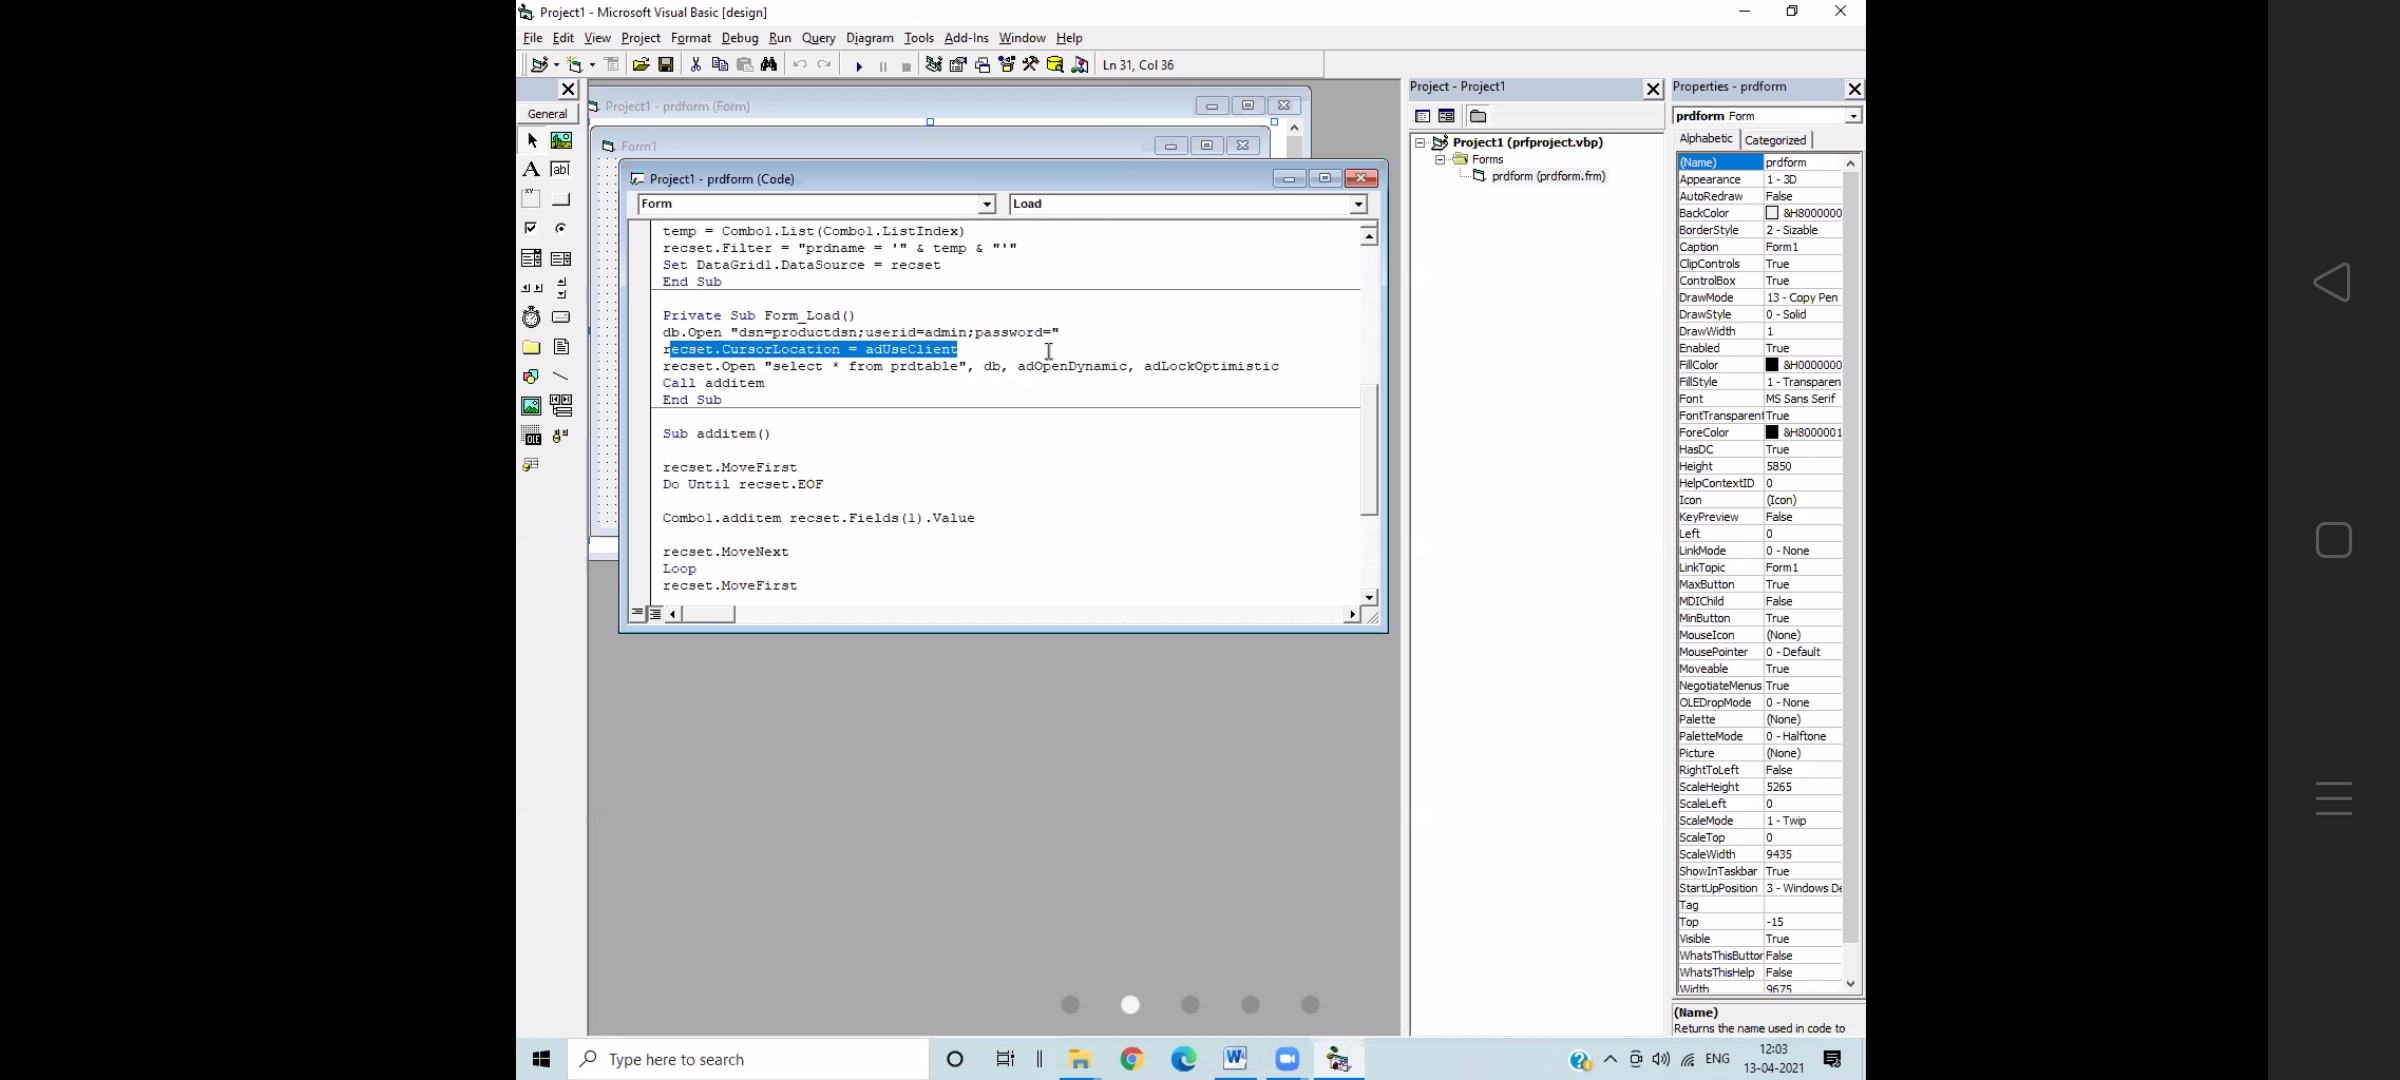 Project1 - Microsoft Visual Basic [design]
File Edit View Project Format Debug Run Query Diagram Tools Add-Ins Window Help
Ln 31, Col 36
General
Project1 - prdform (Form)
Form1
Project1 - prdform (Code)
Form
Load
temp = Combo1.List(Combo1.ListIndex)
recset.Filter = "prdname = '" & temp & "'"
Set DataGrid1.DataSource = recset
End Sub
Private Sub Form_Load()
db.Open "dsn=productdsn;userid=admin;password="
recset.CursorLocation = adUseClient
recset.Open "select * from prdtable", db, adOpenDynamic, adLockOptimistic
Call additem
End Sub
Sub additem()
recset.MoveFirst
Do Until recset.EOF
Combo1.additem recset.Fields(1).Value
recset.MoveNext
Loop
recset.MoveFirst
Project - Project1
Project1 (prfproject.vbp)
Forms
prdform (prdform.frm)
Properties - prdform
prdform Form
Alphabetic Categorized
(Name) prdform
Appearance 1 - 3D
AutoRedraw False
BackColor &H8000000
BorderStyle 2 - Sizable
Caption Form1
ClipControls True
ControlBox True
DrawMode 13 - Copy Pen
DrawStyle 0 - Solid
DrawWidth 1
Enabled True
FillColor &H0000000
FillStyle 1 - Transparen
Font MS Sans Serif
FontTransparent True
ForeColor &H8000001
HasDC True
Height 5850
HelpContextID 0
Icon (Icon)
KeyPreview False
Left 0
LinkMode 0 - None
LinkTopic Form1
MaxButton True
MDIChild False
MinButton True
MouseIcon (None)
MousePointer 0 - Default
Moveable True
NegotiateMenus True
OLEDropMode 0 - None
Palette (None)
PaletteMode 0 - Halftone
Picture (None)
RightToLeft False
ScaleHeight 5265
ScaleLeft 0
ScaleMode 1 - Twip
ScaleTop 0
ScaleWidth 9435
ShowInTaskbar True
StartUpPosition 3 - Windows De
Tag
Top -15
Visible True
WhatsThisButtor False
WhatsThisHelp False
Width 9675
(Name)
Returns the name used in code to
Type here to search
ENG
12:03
13-04-2021